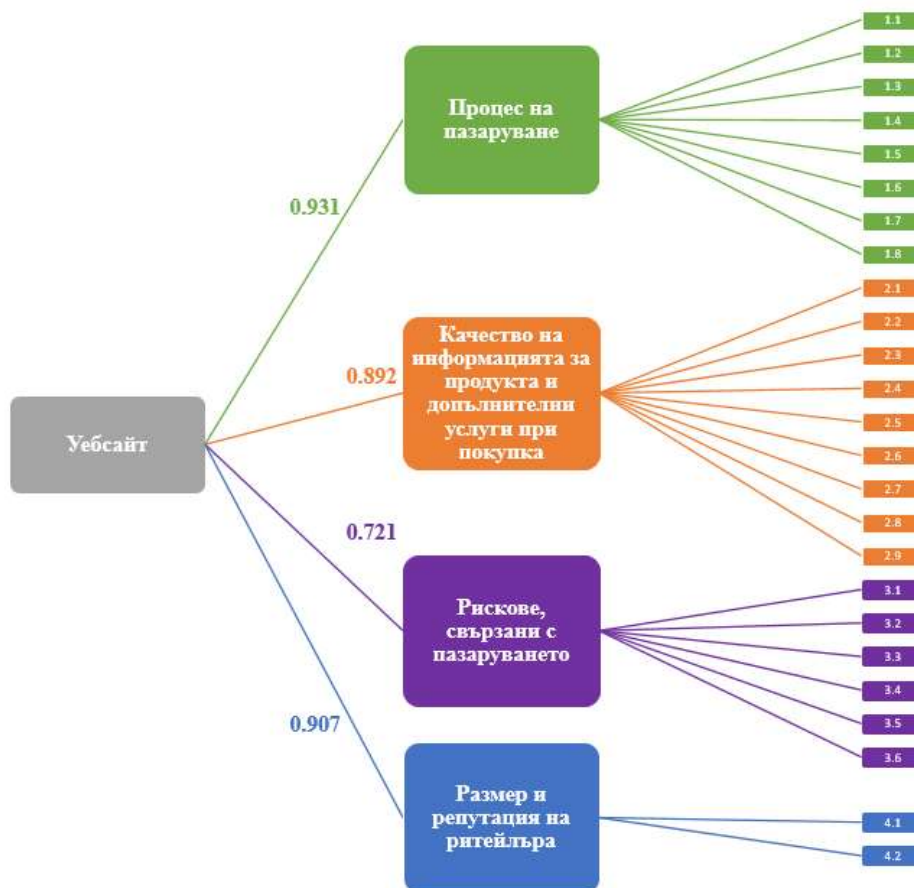 1.1
1.2
1.3
1.4
1.5
1.6
1.7
1.8
Процес на
пазаруване
0.931
2.1
2.2
2.3
2.4
2.5
2.6
2.7
2.8
2.9
Качество на
информацията за
продукта и
допълнителни
услуги при
покупка
0.892
Уебсайт
0.721
Рискове,
свързани с
пазаруването
3.1
3.2
3.3
3.4
3.5
3.6
0.907
Размер и
репутация на
ритейлъра
4.1
4.2